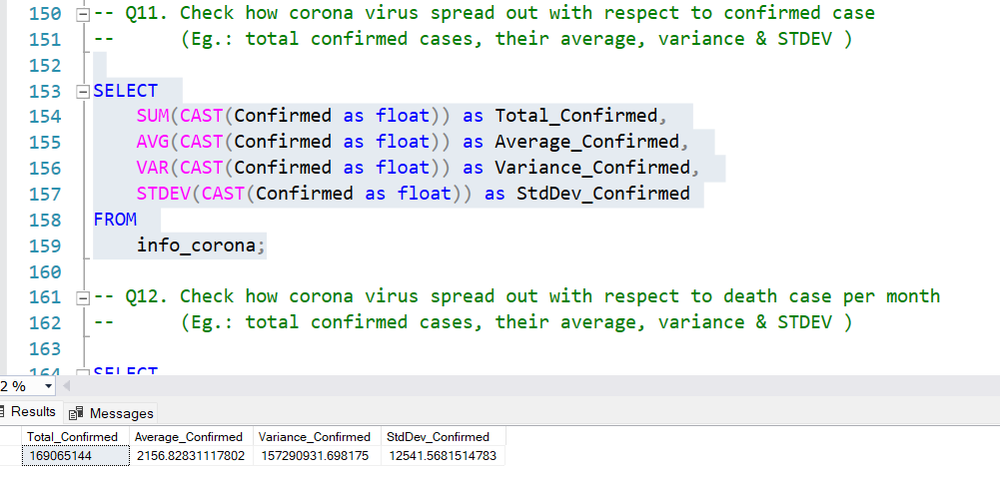 150 -- Q11. Check how corona virus spread out with respect to confirmed case
151 -- (Eg.: total confirmed cases, their average, variance & STDEV )
152
153 SELECT
154 SUM(CAST(Confirmed as float)) as Total_Confirmed,
155 AVG(CAST(Confirmed as float)) as Average_Confirmed,
156 VAR(CAST(Confirmed as float)) as Variance_Confirmed,
157 STDEV(CAST(Confirmed as float)) as StdDev_Confirmed
158 FROM
159 info_corona;
160
161 -- Q12. Check how corona virus spread out with respect to death case per month
162 -- (Eg.: total confirmed cases, their average, variance & STDEV )
163
164 SELECT
2 %
Results Messages
Total_Confirmed Average_Confirmed Variance_Confirmed StdDev_Confirmed
169065144 2156.82831117802 157290931.698175 12541.5681514783